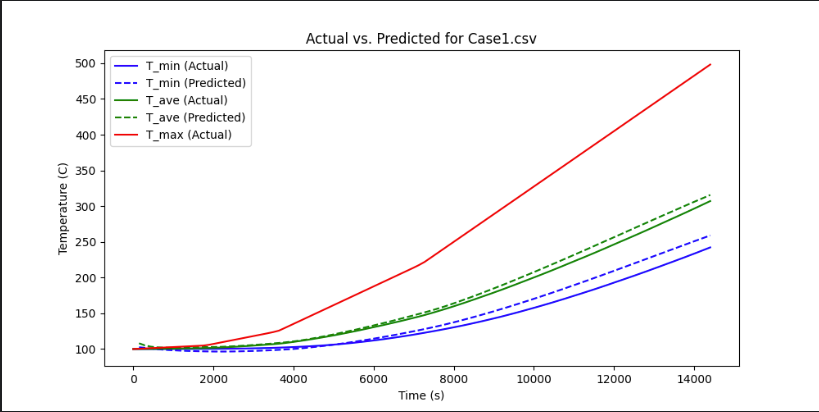 Actual vs. Predicted for Case1.csv
T_min (Actual)
T_min (Predicted)
T_ave (Actual)
T_ave (Predicted)
T_max (Actual)
Temperature (C)
500
450
400
350
300
250
200
150
100
0 2000 4000 6000 8000 10000 12000 14000
Time (s)